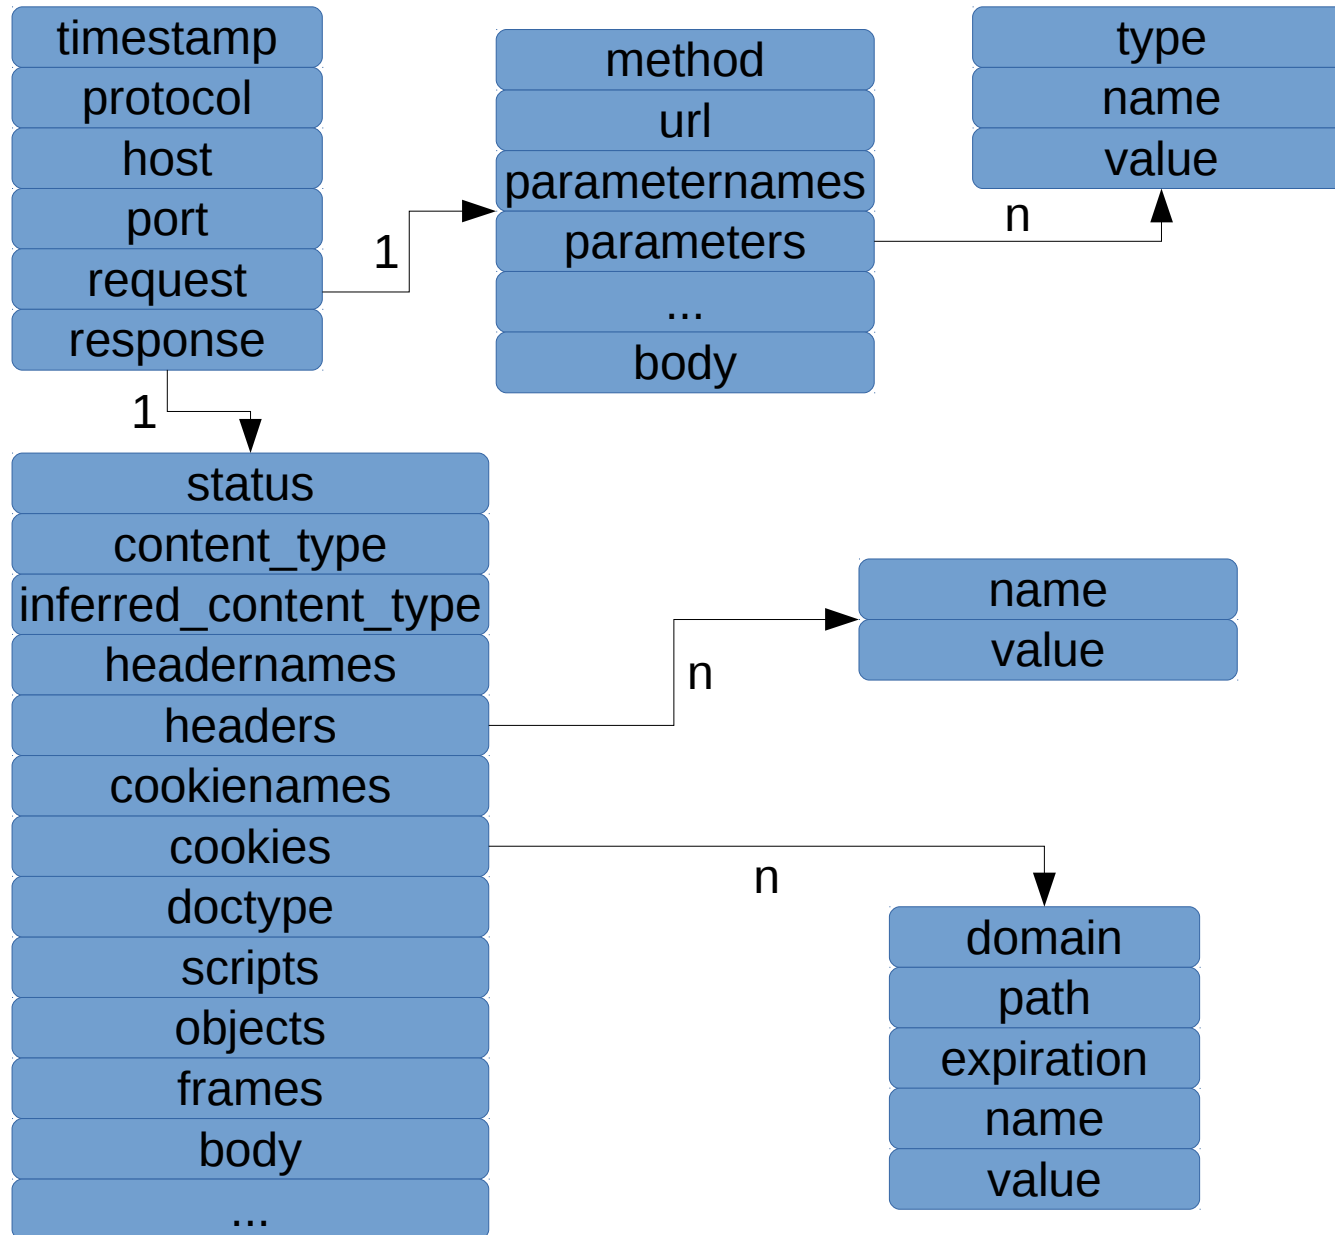 timestamp
protocol
host
port
request
response
1
method
url
parameternames
parameters
...
body
n
type
name
value
1
status
content_type
inferred_content_type
headernames
headers
cookienames
cookies
doctype
scripts
objects
frames
body
...
n
name
value
n
domain
path
expiration
name
value